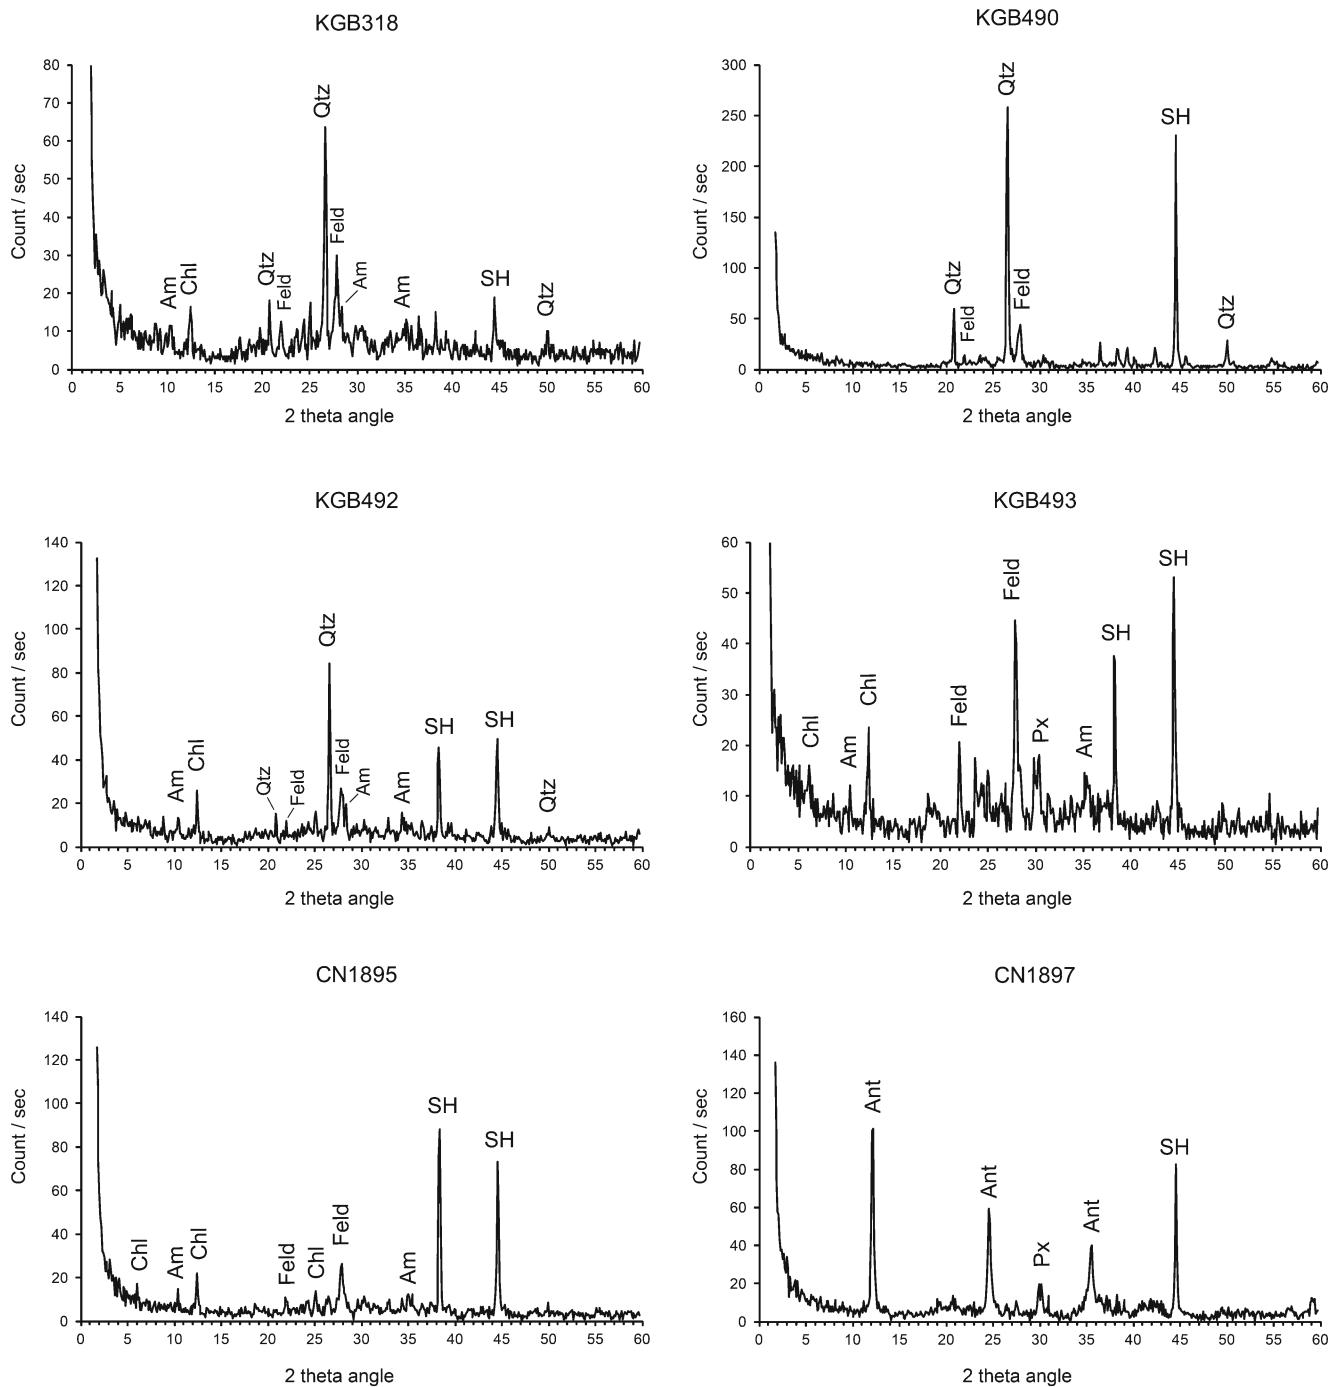 KGB318
80
70
60
50
40
30
20
10
0
Count / sec
Am
Chl
Qtz
Feld
Qtz
Feld
Am
Am
SH
Qtz
0 5 10 15 20 25 30 35 40 45 50 55 60
2 theta angle
KGB490
300
250
200
150
100
50
0
Count / sec
Qtz
Feld
Qtz
Feld
SH
Qtz
0 5 10 15 20 25 30 35 40 45 50 55 60
2 theta angle
KGB492
140
120
100
80
60
40
20
0
Count / sec
Am
Chl
Qtz
Feld
Qtz
Feld
Am
Am
SH
SH
Qtz
0 5 10 15 20 25 30 35 40 45 50 55 60
2 theta angle
KGB493
60
50
40
30
20
10
0
Count / sec
Chl
Am
Chl
Feld
Feld
Px
Am
SH
SH
0 5 10 15 20 25 30 35 40 45 50 55 60
2 theta angle
CN1895
140
120
100
80
60
40
20
0
Count / sec
Chl
Am
Chl
Feld
Chl
Feld
Am
SH
SH
0 5 10 15 20 25 30 35 40 45 50 55 60
2 theta angle
CN1897
160
140
120
100
80
60
40
20
0
Count / sec
Ant
Ant
Px
Ant
SH
0 5 10 15 20 25 30 35 40 45 50 55 60
2 theta angle